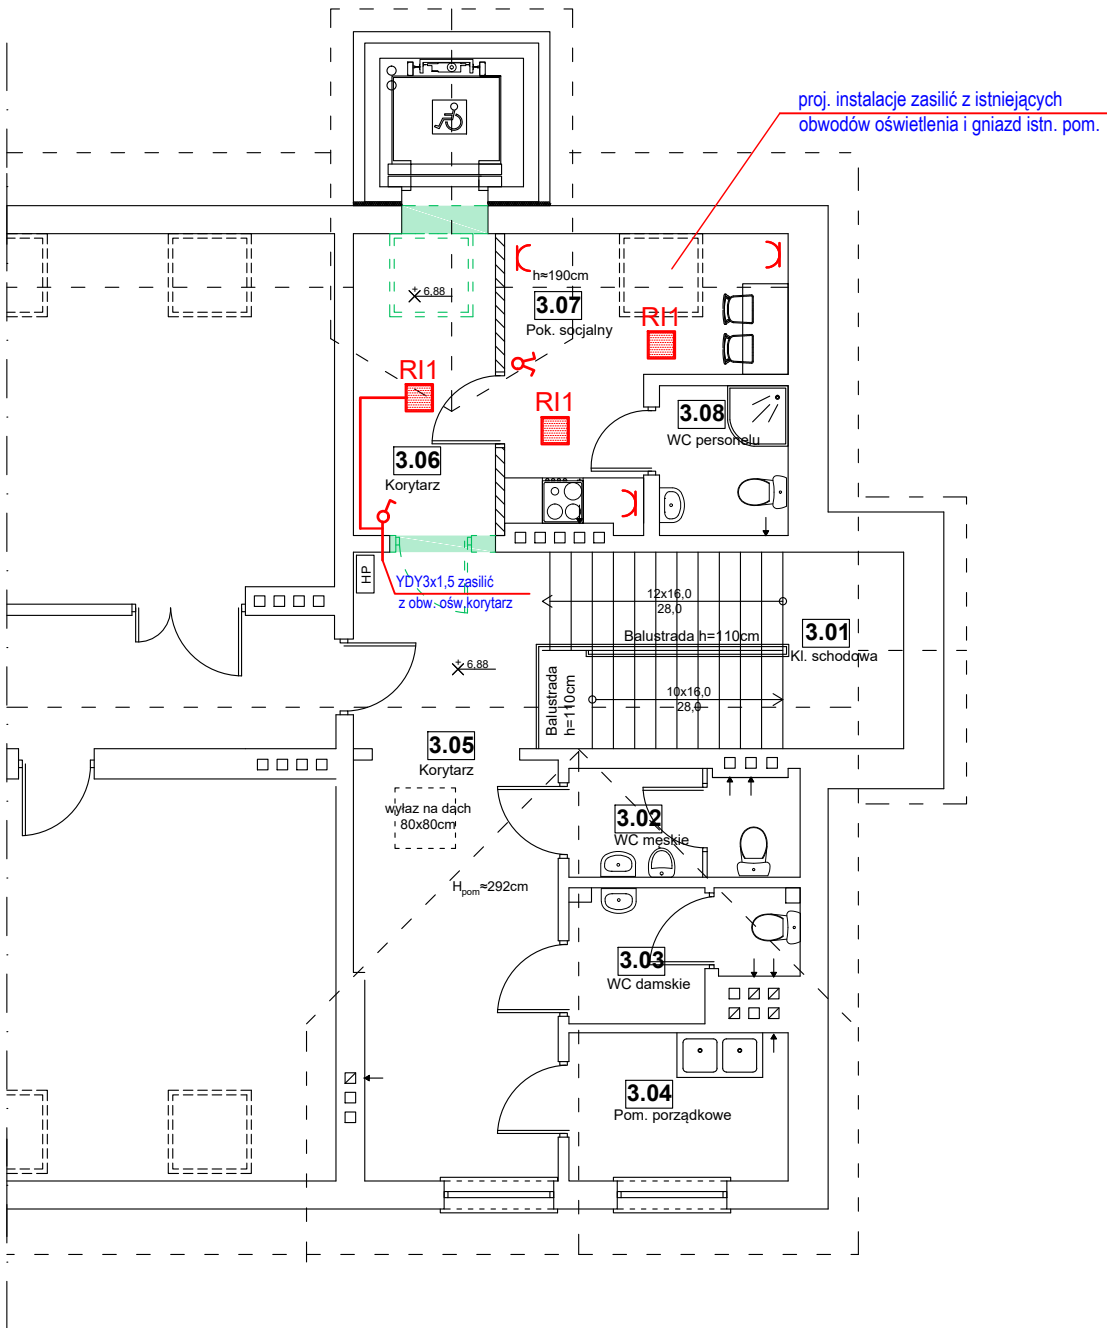 proj. instalacje zasilić z istniejących
obwodów oświetlenia i gniazd istn. pom.
h≈190cm
6,88
3.07
Pok. socjalny
RI1
RI1
RI1
3.08
WC personelu
3.06
Korytarz
HP
YDY3x1,5 zasilić
z obw. ośw.korytarz
12x16,0
28,0
Balustrada h=110cm
3.01
Kl. schodowa
6,88
Balustrada
h=110cm
10x16,0
28,0
3.05
Korytarz
wyłaz na dach
80x80cm
3.02
WC męskie
Hpom≈292cm
3.03
WC damskie
3.04
Pom. porządkowe